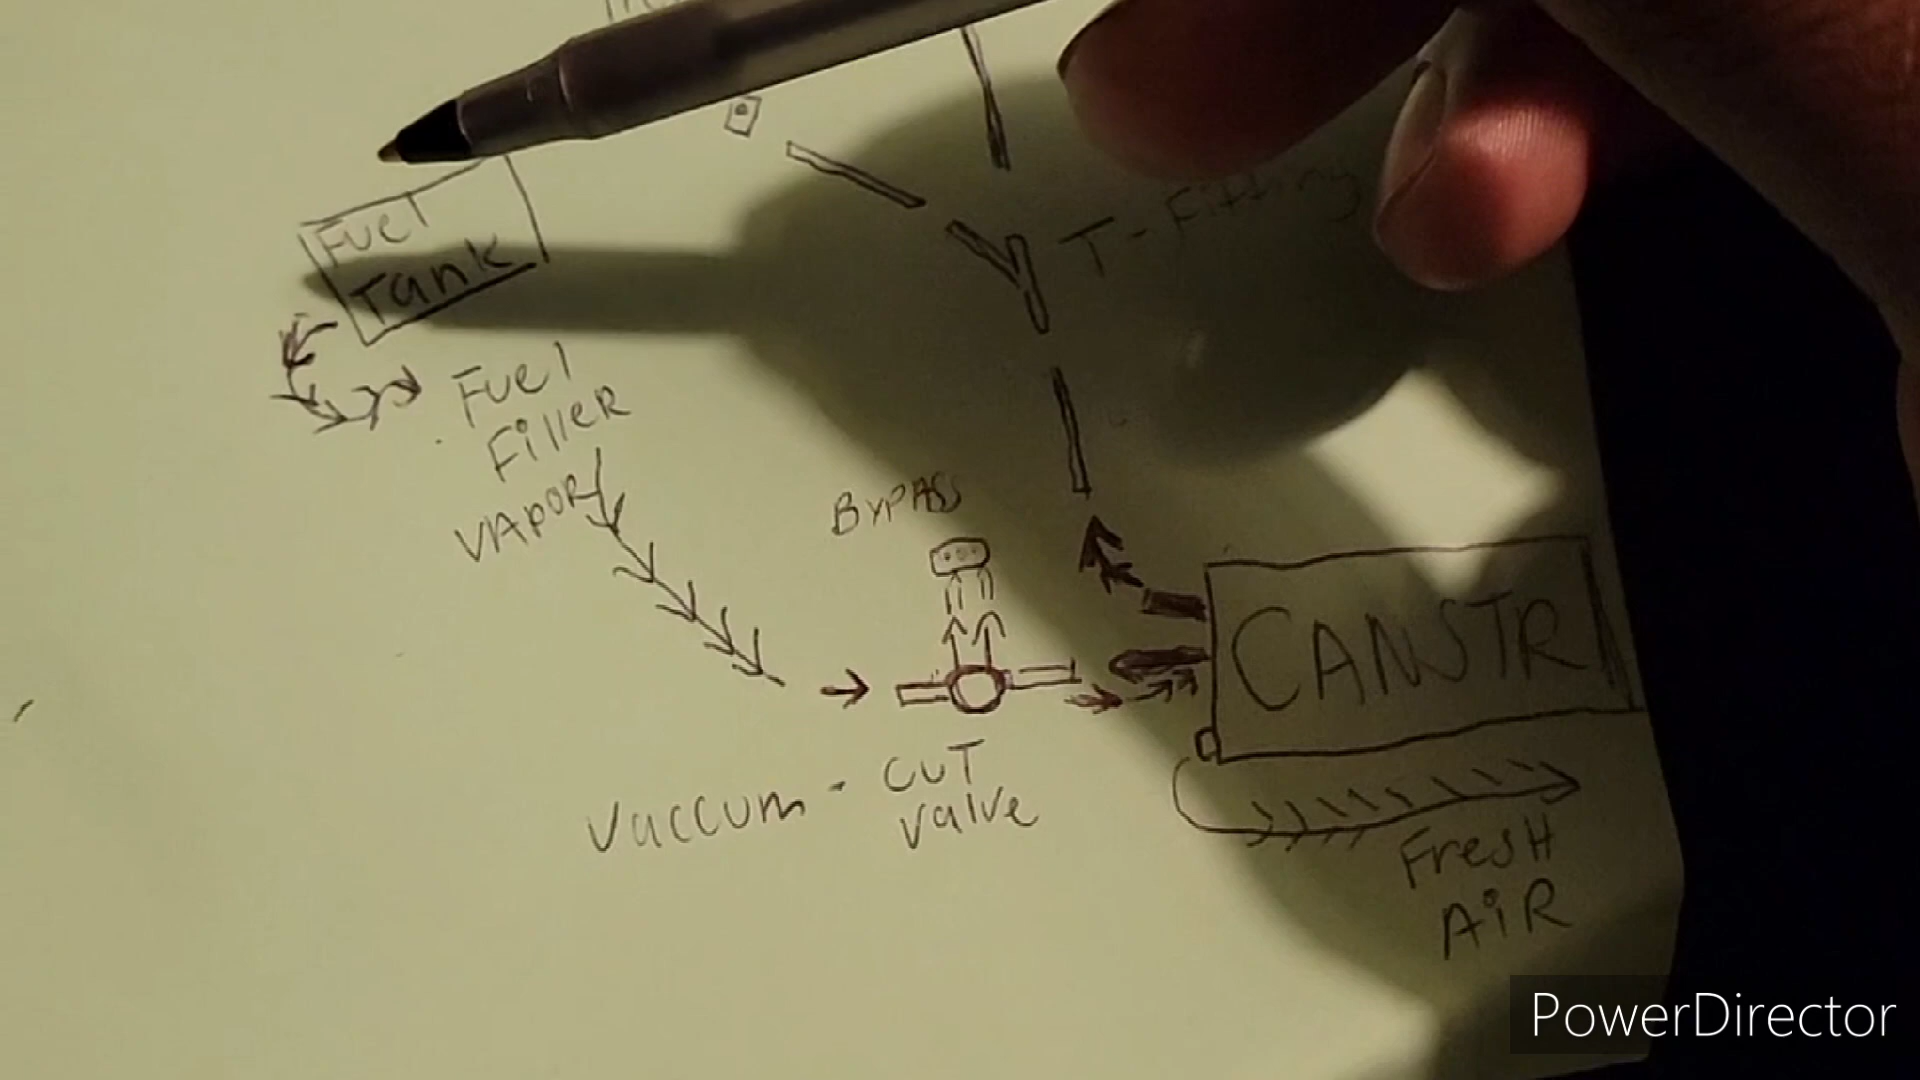 T-Fitting
Fuel
Tank
Fuel
Filler
VAPOR
BYPASS
CANSTR
Vaccum - CUT
Valve
FresH
AiR
PowerDirector